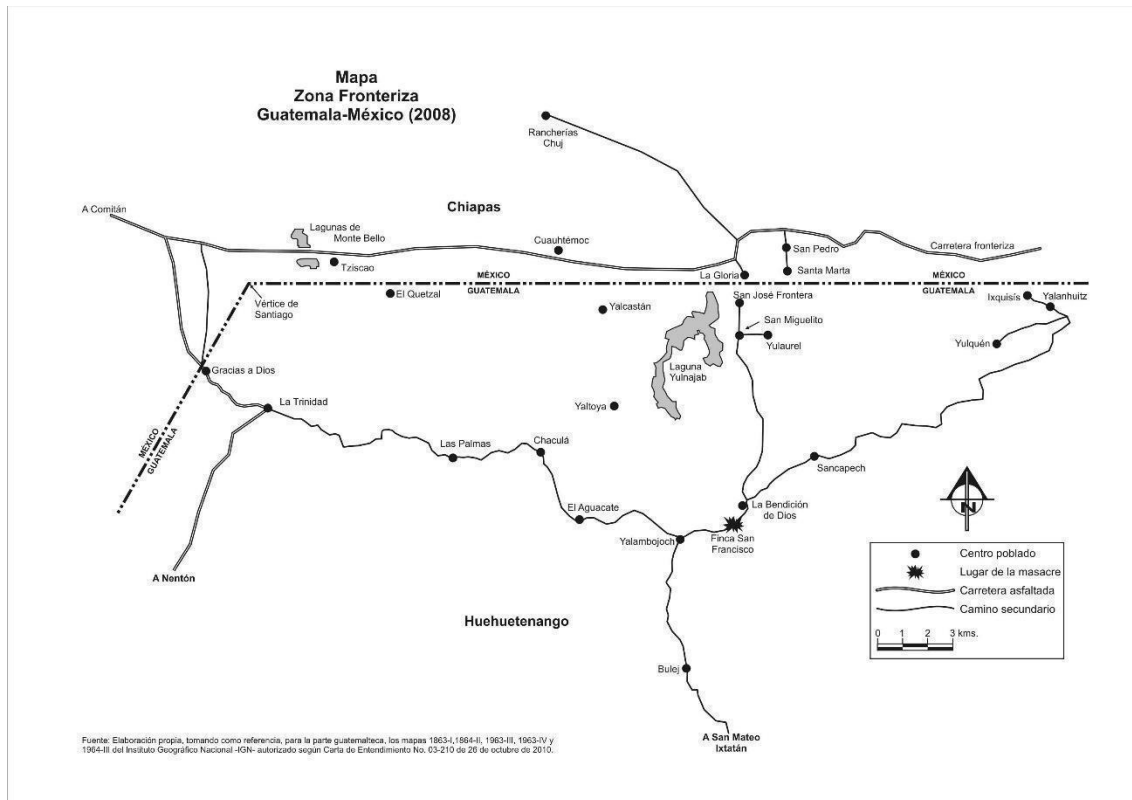 Mapa
Zona Fronteriza
Guatemala-México (2008)
Rancherías
Chuj
A Comitán
Chiapas
Lagunas de
Monte Bello
Cuauhtémoc
San Pedro
Carretera fronteriza
Tziscao
La Gloria
Santa Marta
MÉXICO
GUATEMALA
MÉXICO
GUATEMALA
Vértice de
Santiago
El Quetzal
Yalcastán
San José Frontera
Ixquisís
Yalanhuitz
San Miguelito
Yulaurel
Yulquén
Laguna
Yulnajab
Gracias a Dios
La Trinidad
Yaltoya
MÉXICO
GUATEMALA
Las Palmas
Chaculá
Sancapech
El Aguacate
La Bendición
de Dios
Yalambojoch
Finca San
Francisco
N
A Nentón
Huehuetenango
Centro poblado
Lugar de la masacre
Carretera asfaltada
Camino secundario
0 1 2 3 kms.
Bulej
A San Mateo
Ixtatán
Fuente: Elaboración propia, tomando como referencia, para la parte guatemalteca, los mapas 1863-I,1864-II, 1963-III, 1963-IV y
1964-III del Instituto Geográfico Nacional -IGN- autorizado según Carta de Entendimiento No. 03-210 de 26 de octubre de 2010.